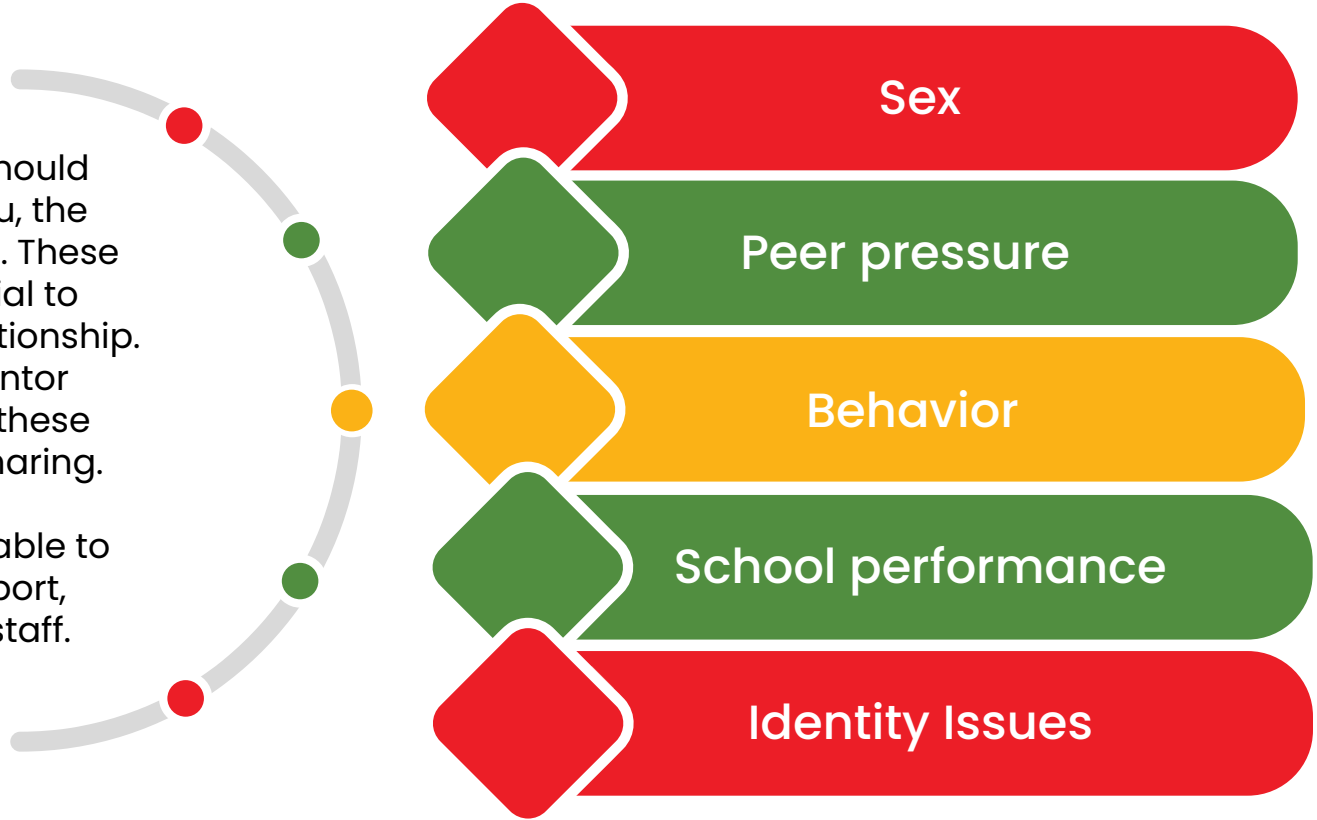 hould
u, the
. These
ial to
tionship.
ntor
these
haring.
able to
port,
staff.
Sex
Peer pressure
Behavior
School performance
Identity Issues